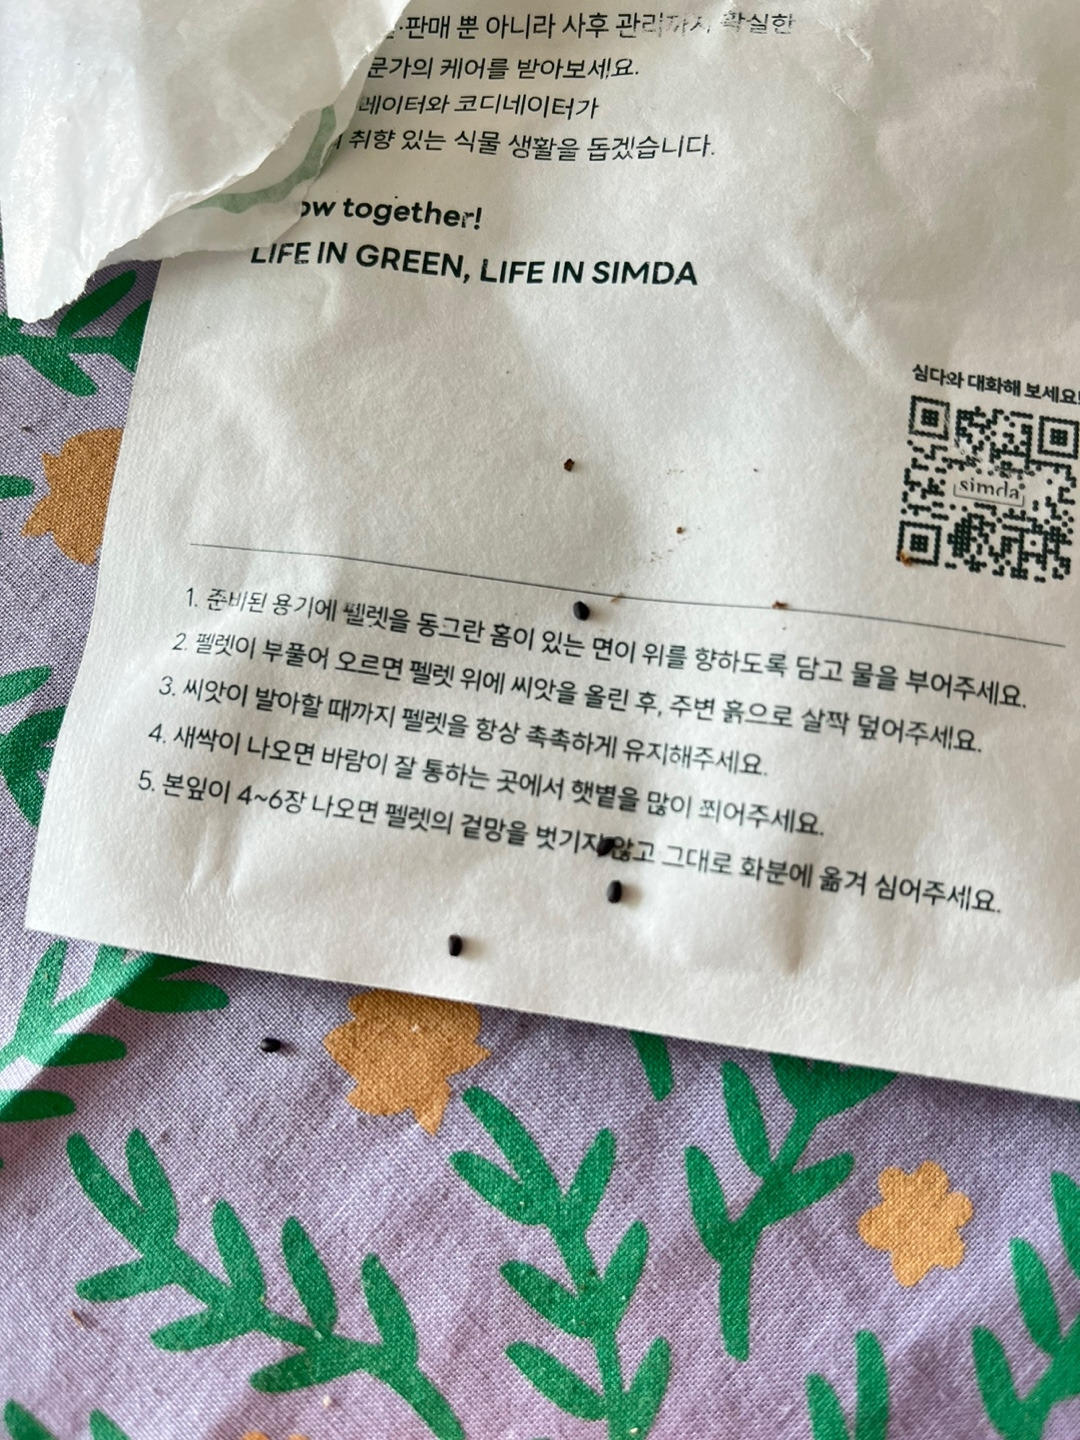 판매 뿐 아니라 사후 관리까지 확실한
케어를 받아보세요.
코디네이터가
취향 있는 식물 생활을 돕겠습니다.
together!
LIFE IN GREEN, LIFE IN SIMDA
심다와 대화해 보세요!
simda
1. 준비된 용기에 펠렛을 동그란 홈이 있는 면이 위를 향하도록 담고 물을 부어주세요.
2. 펠렛이 부풀어 오르면 펠렛 위에 씨앗을 올린 후, 주변 흙으로 살짝 덮어주세요.
3. 씨앗이 발아할 때까지 펠렛을 항상 촉촉하게 유지해주세요.
4. 새싹이 나오면 바람이 잘 통하는 곳에서 햇볕을 많이 쬐어주세요.
5. 본잎이 4~6장 나오면 펠렛의 겉망을 벗기지 않고 그대로 화분에 옮겨 심어주세요.